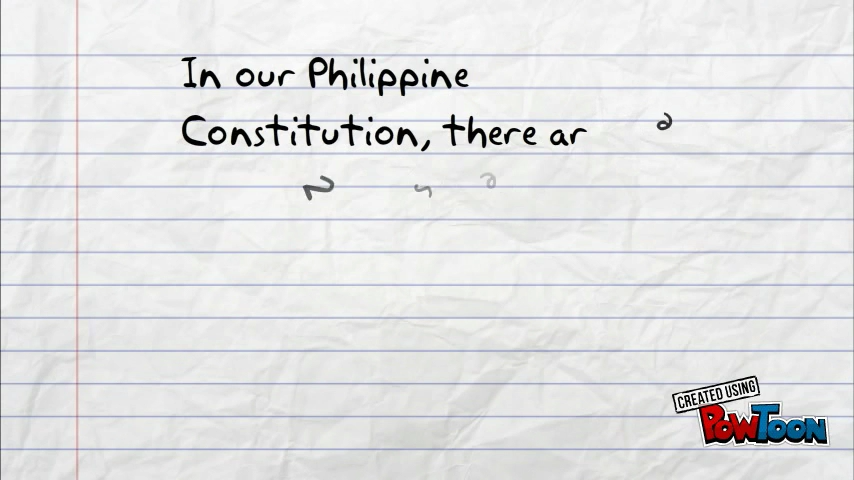 In our Philippine
Constitution, there ar
CREATED USING
POWTOON